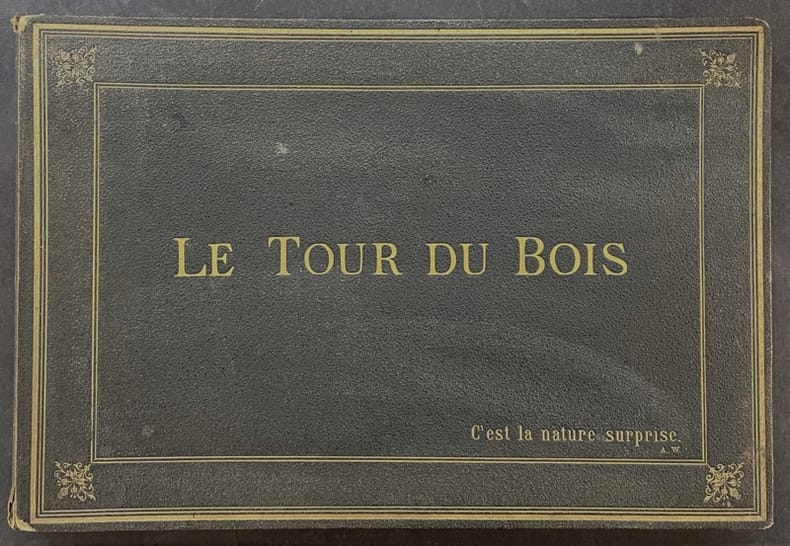 LE TOUR DU BOIS
C'est la nature surprise.
A. W.